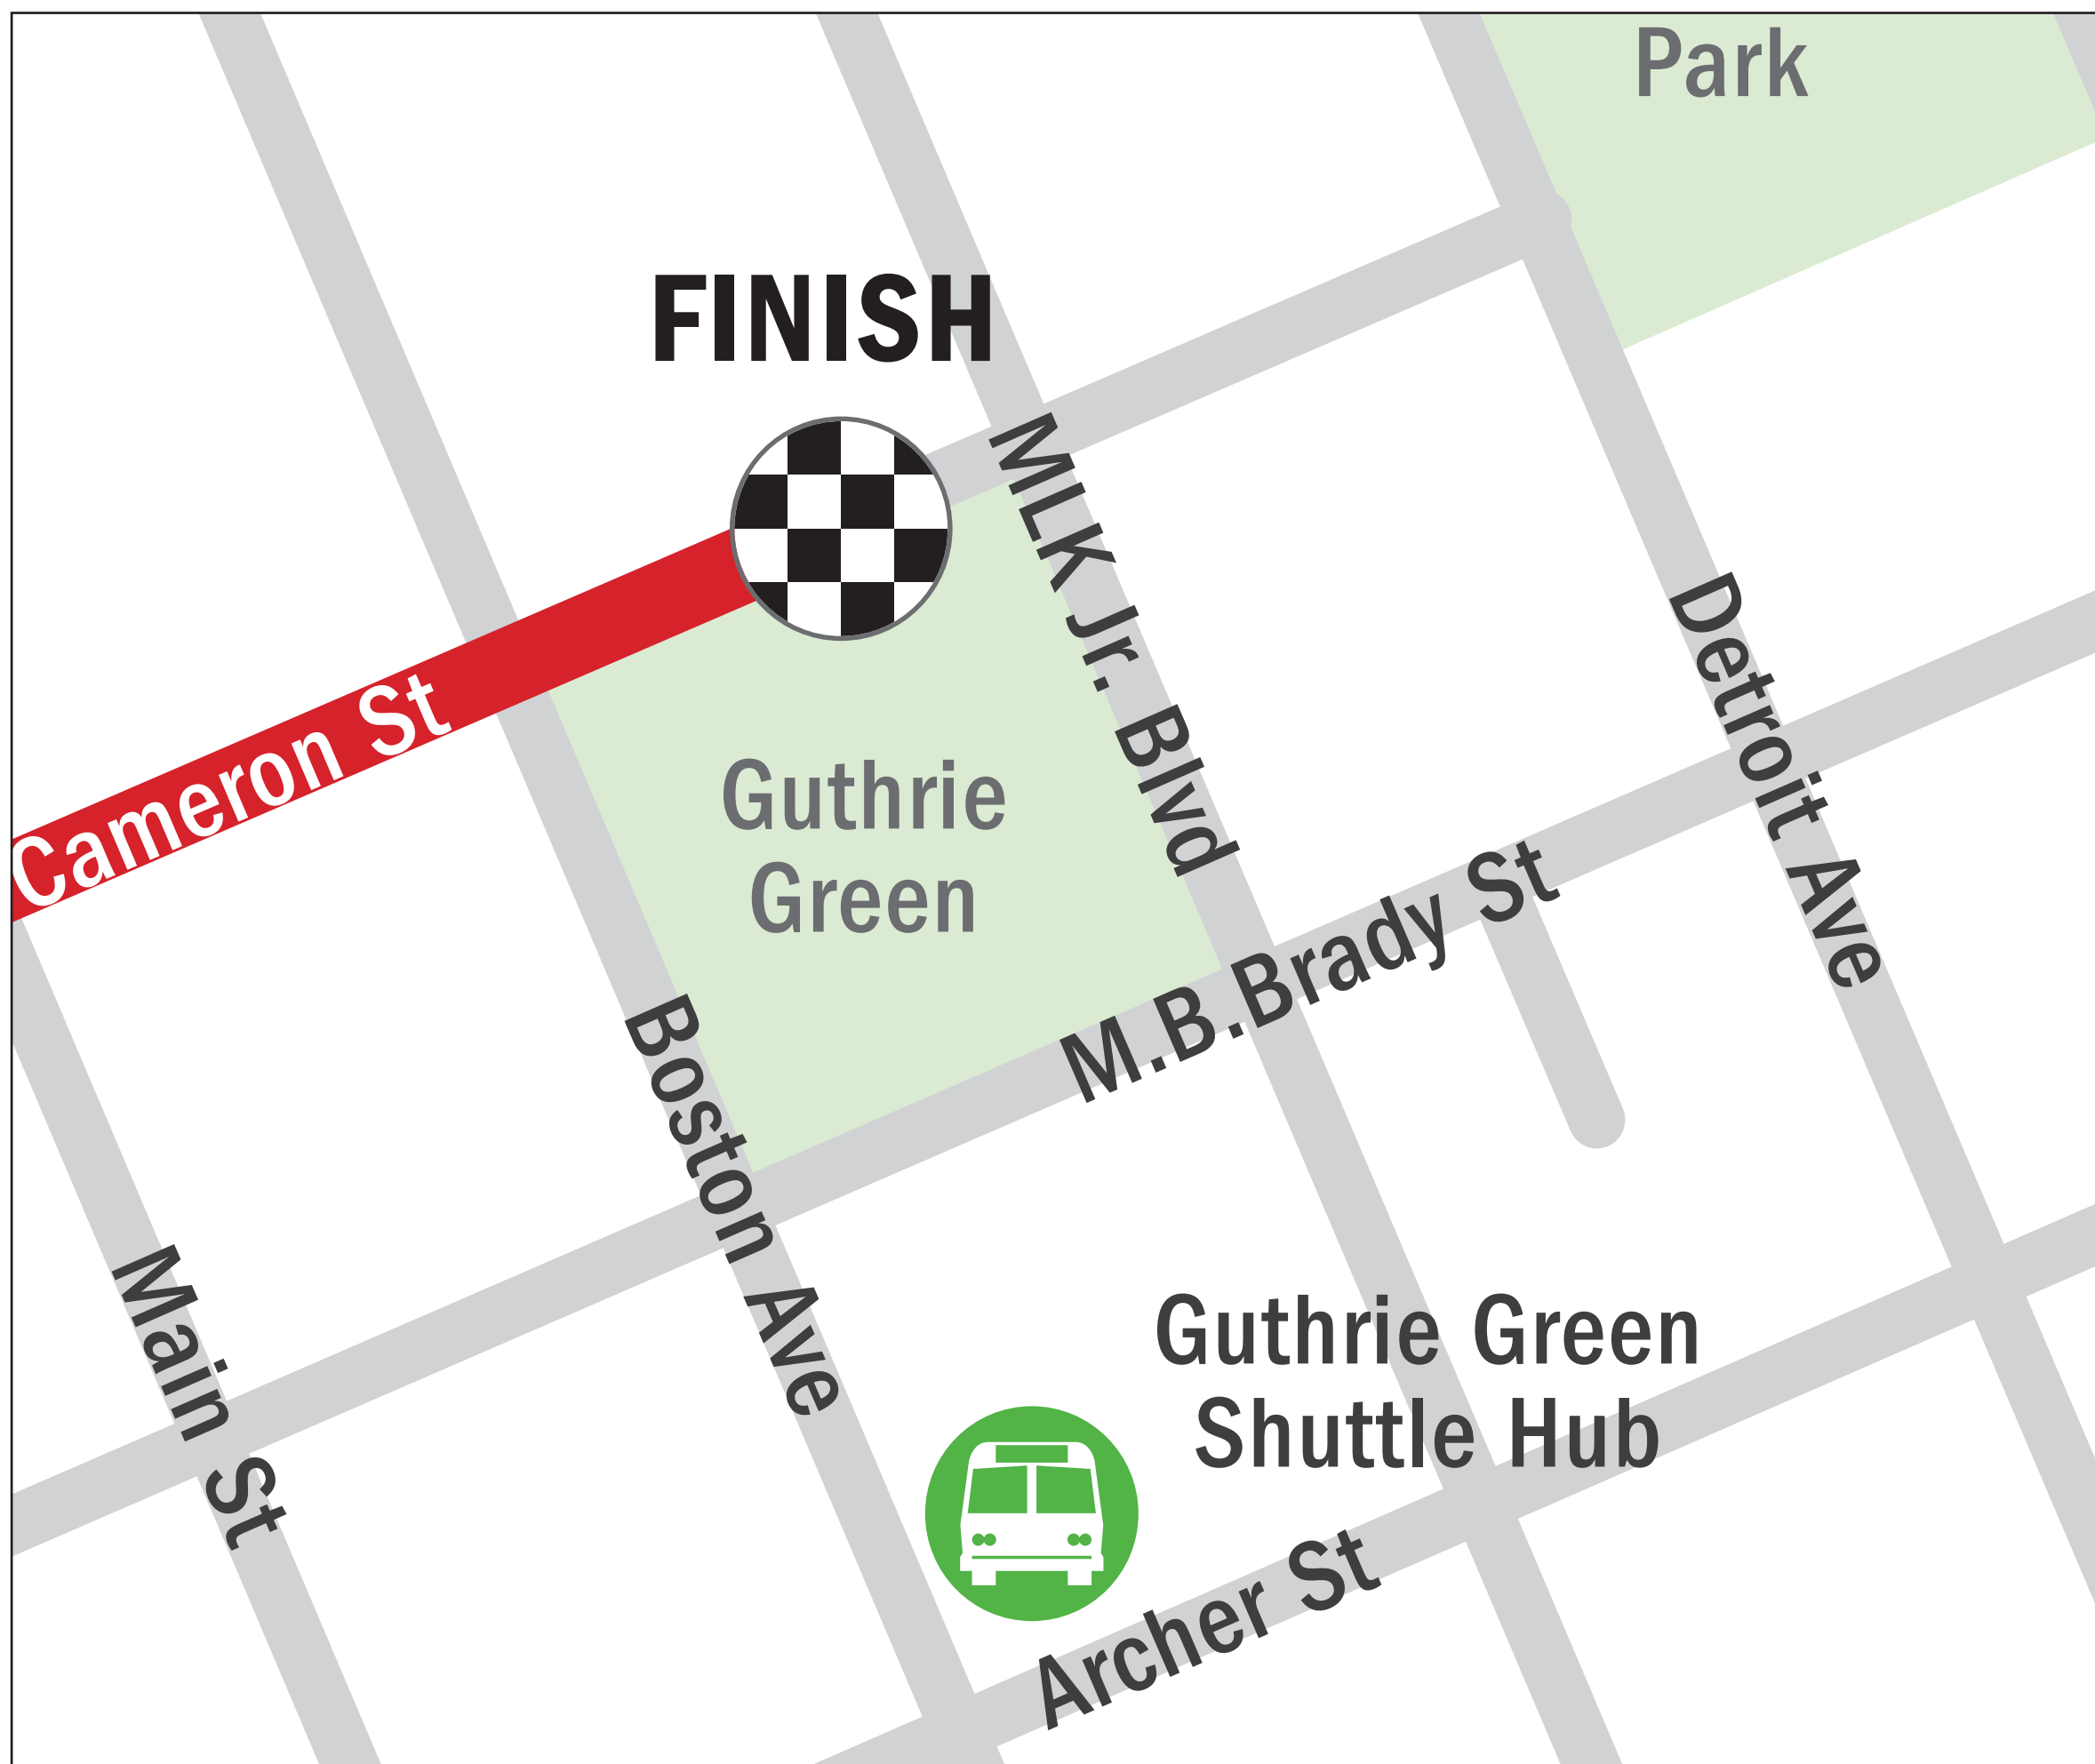 Park
FINISH
MLK Jr. Blvd
Detroit Ave
Cameron St
Guthrie
Green
M.B.Brady St
Boston Ave
Main St
Guthrie Green
Shuttle Hub
Archer St